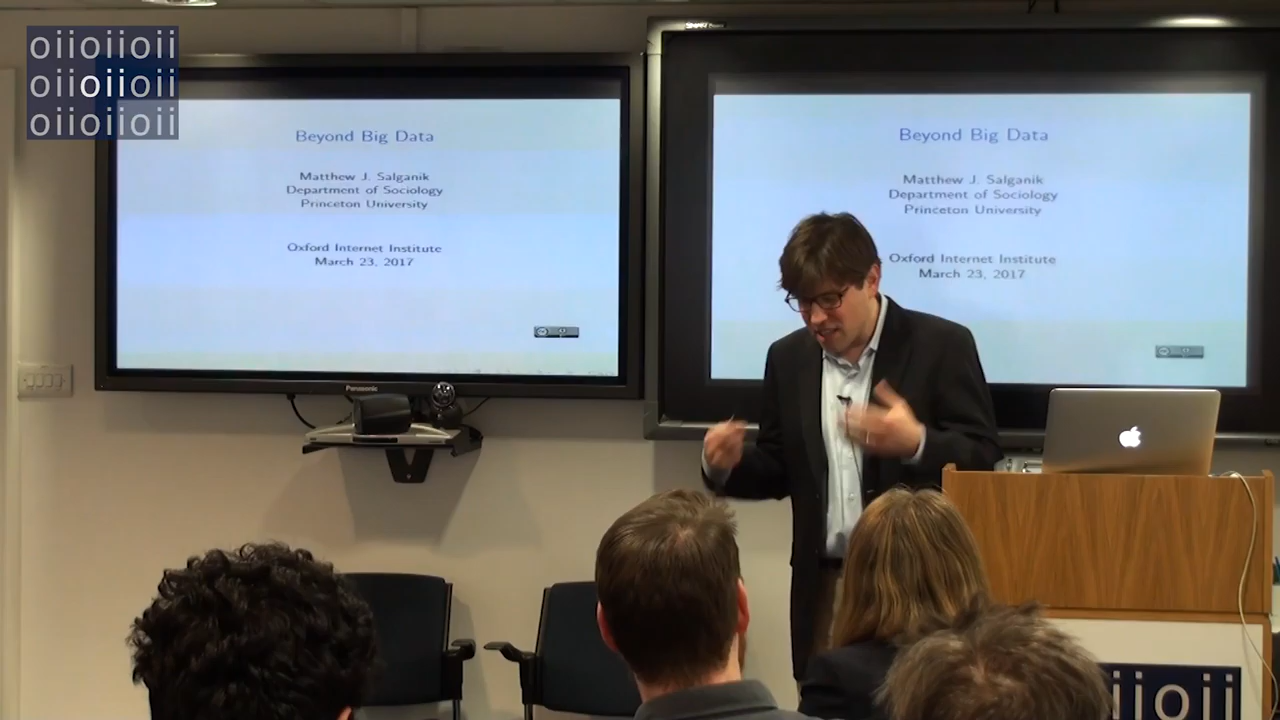 oiioiioii
oiioiioii
oiioiioii
Beyond Big Data
Matthew J. Salganik
Department of Sociology
Princeton University
Oxford Internet Institute
March 23, 2017
Panasonic
Beyond Big Data
Matthew J. Salganik
Department of Sociology
Princeton University
Oxford Internet Institute
March 23, 2017
iioii